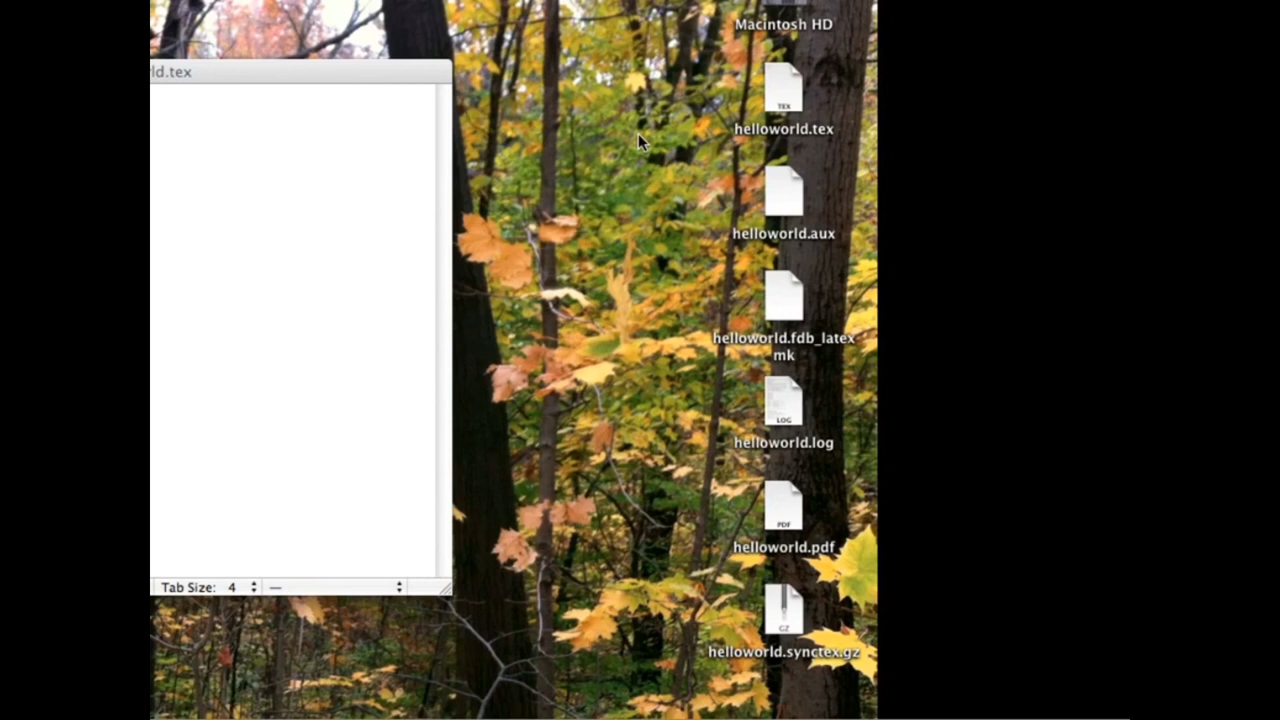 ld.tex
Tab Size: 4 —
Macintosh HD
TEX
helloworld.tex
helloworld.aux
helloworld.fdb_latex
mk
LOG
helloworld.log
PDF
helloworld.pdf
GZ
helloworld.synctex.gz